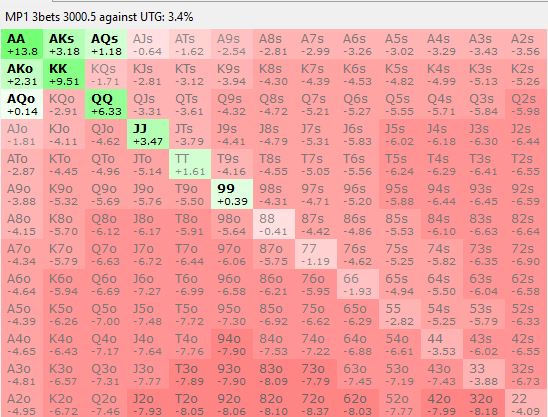 MP1 3bets 3000.5 against UTG: 3.4%
AA AKs AQs AJs ATs A9s A8s A7s A6s A5s A4s A3s A2s
+13.8 +3.18 +1.18 -0.64 -1.62 -2.54 -2.81 -2.99 -3.26 -3.02 -3.29 -3.43 -3.56
AKo KK KQs KJs KTs K9s K8s K7s K6s K5s K4s K3s K2s
+2.31 +9.51 -1.71 -2.81 -3.12 -3.94 -4.30 -4.39 -4.53 -4.82 -4.99 -5.13 -5.26
AQo KQo QQ QJs QTs Q9s Q8s Q7s Q6s Q5s Q4s Q3s Q2s
+0.14 -2.91 +6.33 -3.31 -3.61 -4.32 -4.72 -5.21 -5.27 -5.55 -5.71 -5.84 -5.98
AJo KJo QJo JJ JTs J9s J8s J7s J6s J5s J4s J3s J2s
-1.81 -4.11 -4.62 +3.47 -3.79 -4.41 -4.79 -5.31 -5.83 -6.02 -6.18 -6.30 -6.44
ATo KTo QTo JTo TT T9s T8s T7s T6s T5s T4s T3s T2s
-2.87 -4.45 -4.96 -5.14 +1.61 -4.16 -4.55 -5.05 -5.56 -6.24 -6.29 -6.41 -6.55
A9o K9o Q9o J9o T9o 99 98s 97s 96s 95s 94s 93s 92s
-3.88 -5.32 -5.69 -5.76 -5.50 +0.39 -4.31 -4.71 -5.20 -5.88 -6.46 -6.45 -6.59
A8o K8o Q8o J8o T8o 98o 88 87s 86s 85s 84s 83s 82s
-4.15 -5.70 -6.12 -6.17 -5.91 -5.64 -0.41 -4.42 -4.86 -5.53 -6.10 -6.63 -6.64
A7o K7o Q7o J7o T7o 97o 87o 77 76s 75s 74s 73s 72s
-4.34 -5.79 -6.63 -6.72 -6.44 -6.06 -5.75 -1.19 -4.62 -5.25 -5.82 -6.35 -6.90
A6o K6o Q6o J6o T6o 96o 86o 76o 66 65s 64s 63s 62s
-4.64 -5.94 -6.69 -7.27 -6.99 -6.58 -6.21 -5.95 -1.93 -4.94 -5.50 -6.04 -6.58
A5o K5o Q5o J5o T5o 95o 85o 75o 65o 55 54s 53s 52s
-4.39 -6.26 -7.00 -7.48 -7.72 -7.30 -6.92 -6.62 -6.29 -2.82 -5.25 -5.79 -6.33
A4o K4o Q4o J4o T4o 94o 84o 74o 64o 54o 44 43s 42s
-4.65 -6.43 -7.17 -7.64 -7.76 -7.90 -7.53 -7.22 -6.88 -6.61 -3.53 -6.02 -6.55
A3o K3o Q3o J3o T3o 93o 83o 73o 63o 53o 43o 33 32s
-4.81 -6.57 -7.31 -7.77 -7.89 -7.90 -8.09 -7.79 -7.45 -7.19 -7.43 -3.88 -6.73
A2o K2o Q2o J2o T2o 92o 82o 72o 62o 52o 42o 32o 22
-4.95 -6.72 -7.46 -7.93 -8.05 -8.06 -8.10 -8.37 -8.03 -7.77 -7.99 -8.18 -4.09